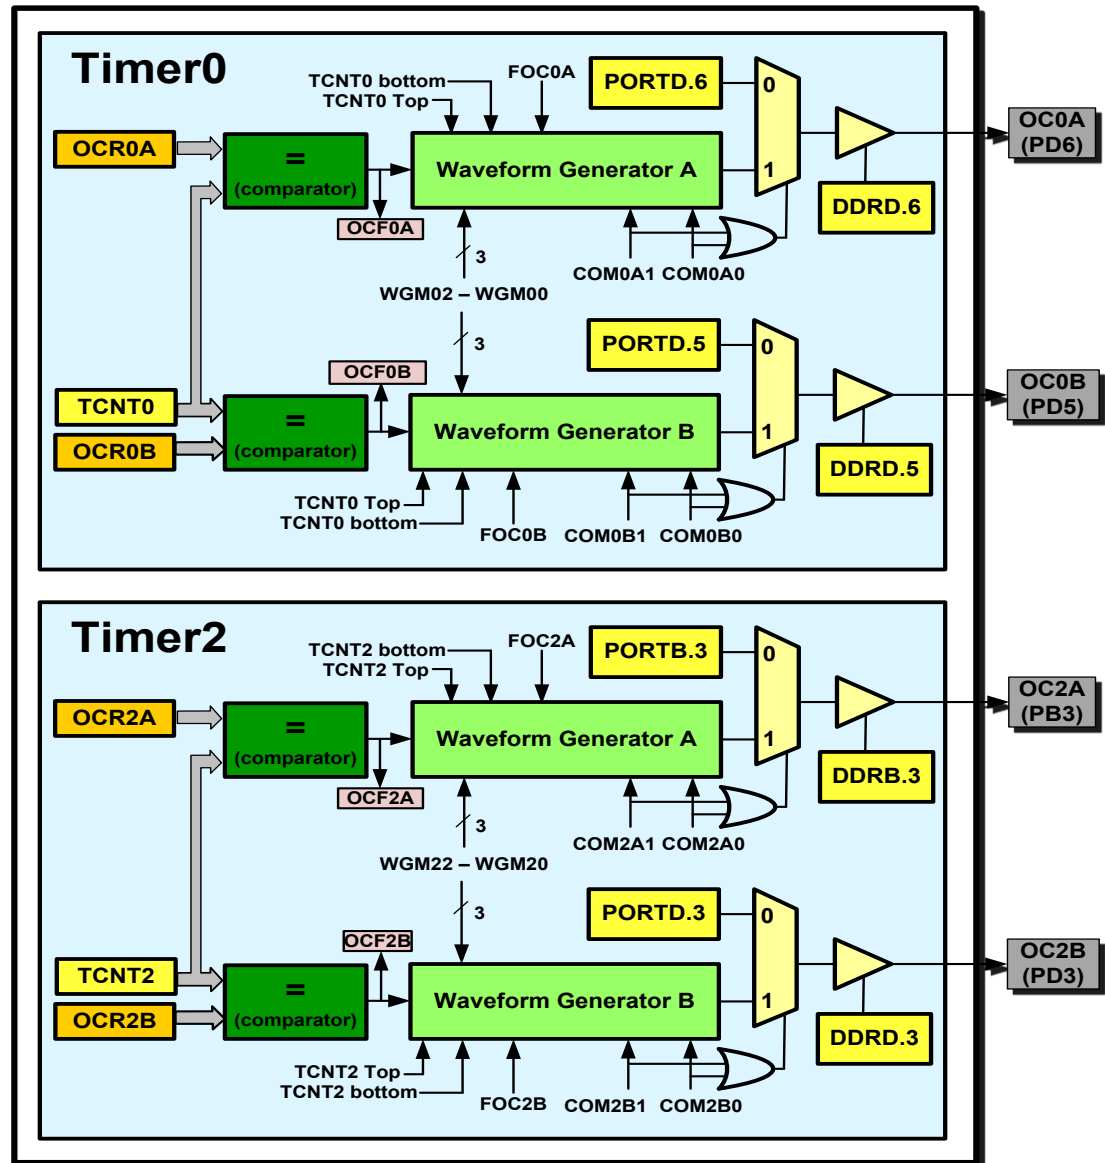 Timer0
TCNT0 bottom
TCNT0 Top
FOC0A
PORTD.6
0
1
OCR0A
=
(comparator)
Waveform Generator A
OCF0A
DDRD.6
OC0A
(PD6)
3
COM0A1 COM0A0
WGM02 – WGM00
3
PORTD.5
0
1
OCF0B
TCNT0
OCR0B
=
(comparator)
Waveform Generator B
DDRD.5
OC0B
(PD5)
TCNT0 Top
TCNT0 bottom
FOC0B
COM0B1 COM0B0
Timer2
TCNT2 bottom
TCNT2 Top
FOC2A
PORTB.3
0
1
OCR2A
=
(comparator)
Waveform Generator A
OCF2A
DDRB.3
OC2A
(PB3)
3
COM2A1 COM2A0
WGM22 – WGM20
3
PORTD.3
0
1
OCF2B
TCNT2
OCR2B
=
(comparator)
Waveform Generator B
DDRD.3
OC2B
(PD3)
TCNT2 Top
TCNT2 bottom
FOC2B
COM2B1 COM2B0